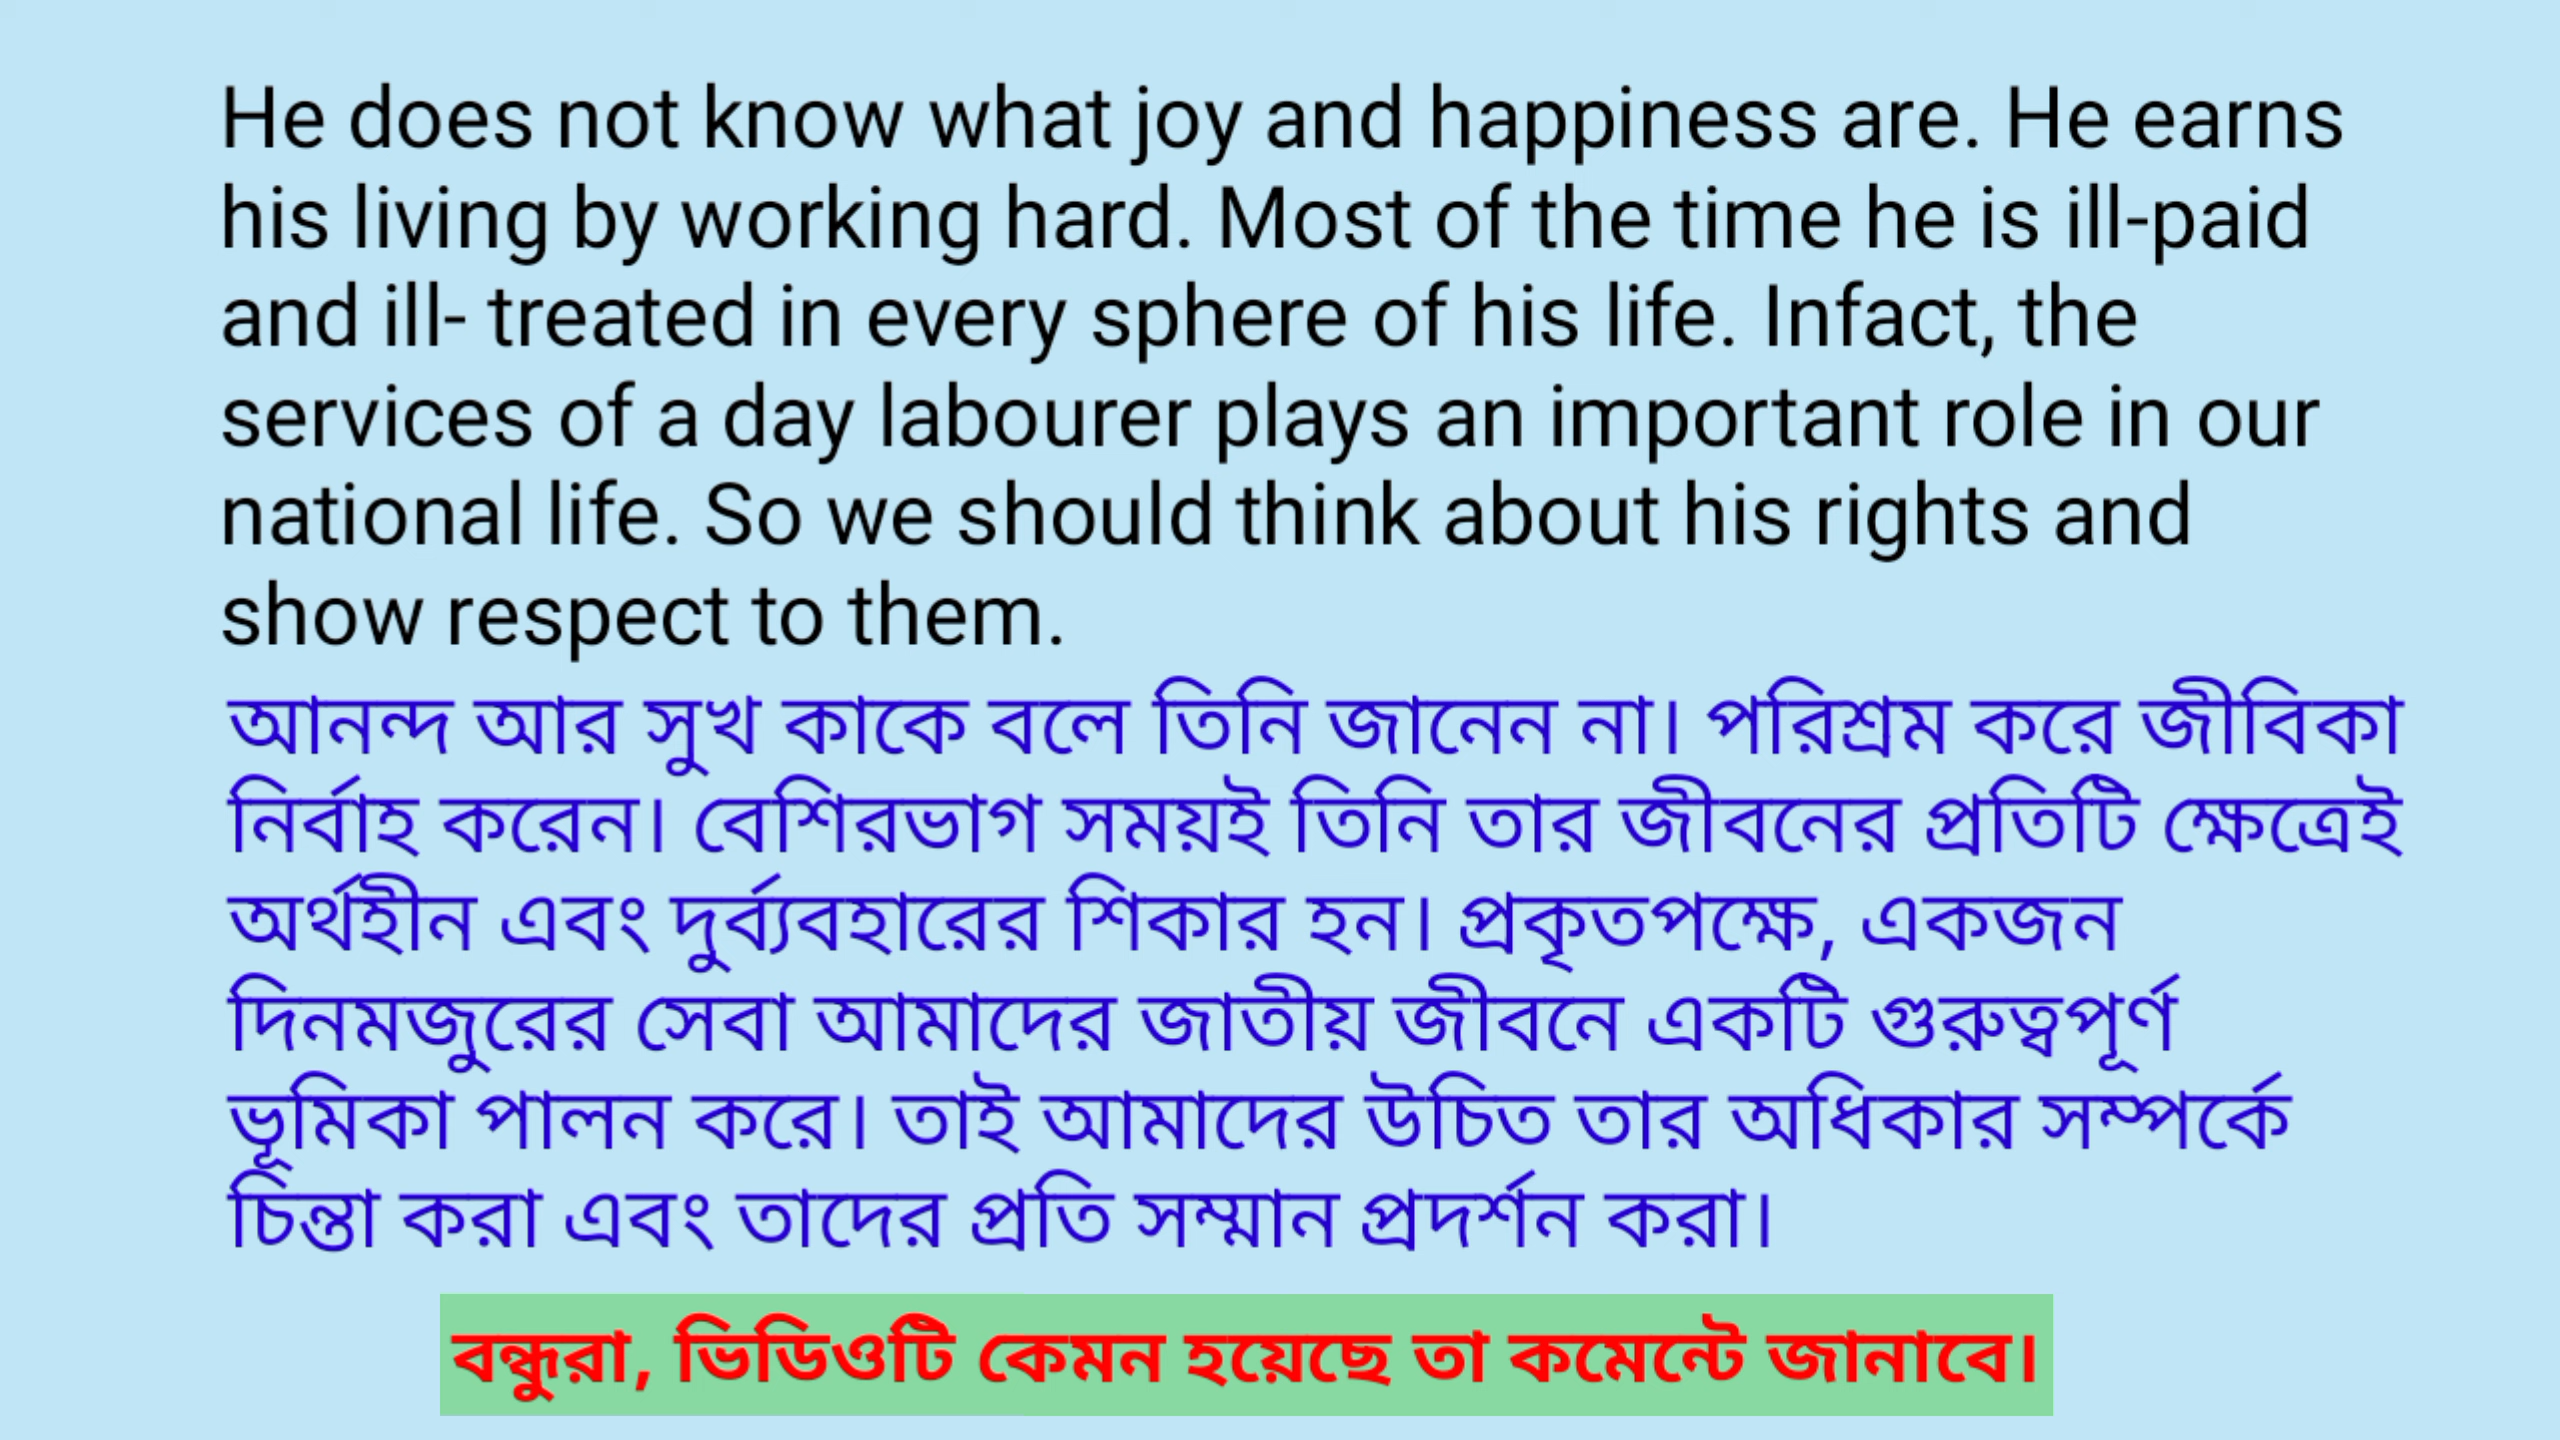 He does not know what joy and happiness are. He earns
his living by working hard. Most of the time he is ill-paid
and ill- treated in every sphere of his life. Infact, the
services of a day labourer plays an important role in our
national life. So we should think about his rights and
show respect to them.
আনন্দ আর সুখ কাকে বলে তিনি জানেন না। পরিশ্রম করে জীবিকা
নির্বাহ করেন। বেশিরভাগ সময়ই তিনি তার জীবনের প্রতিটি ক্ষেত্রেই
অর্থহীন এবং দুর্ব্যবহারের শিকার হন। প্রকৃতপক্ষে, একজন
দিনমজুরের সেবা আমাদের জাতীয় জীবনে একটি গুরুত্বপূর্ণ
ভূমিকা পালন করে। তাই আমাদের উচিত তার অধিকার সম্পর্কে
চিন্তা করা এবং তাদের প্রতি সম্মান প্রদর্শন করা।
বন্ধুরা, ভিডিওটি কেমন হয়েছে তা কমেন্টে জানাবে।